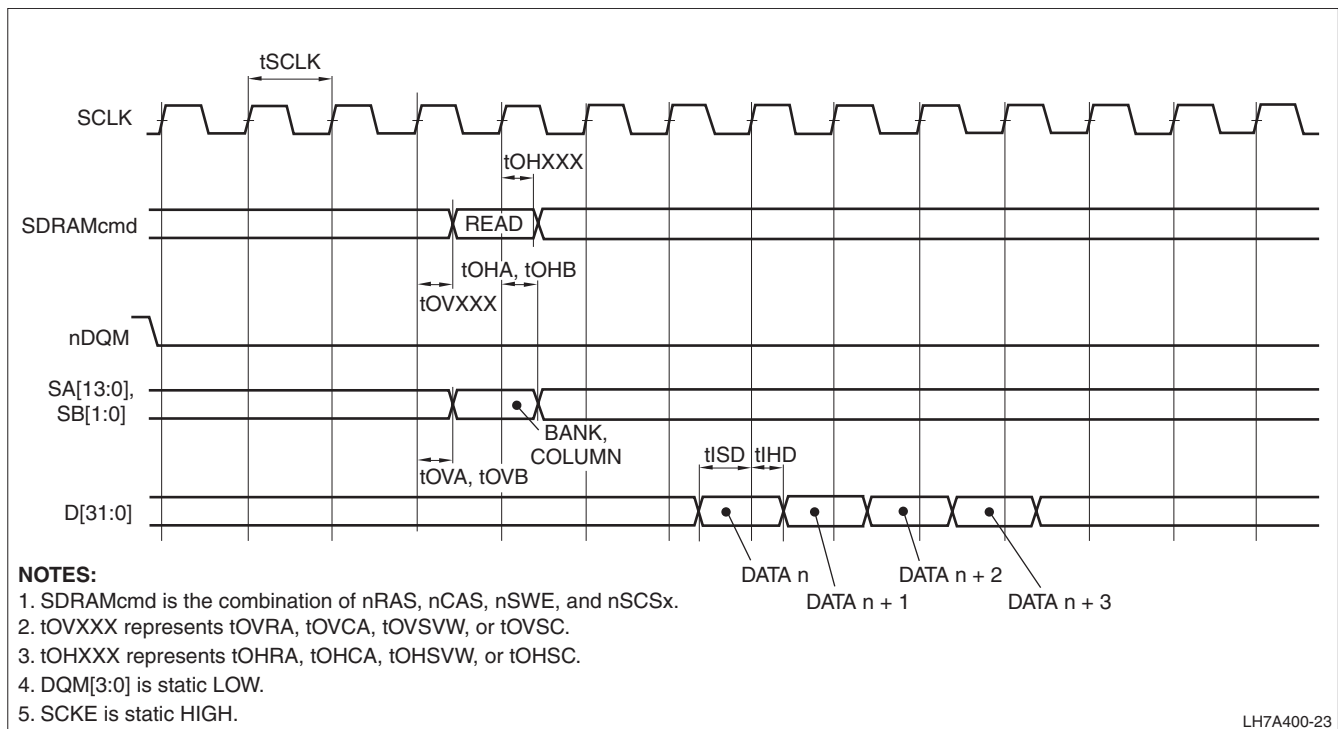 tSCLK
SCLK
tOHXXX
SDRAMcmd
READ
tOHA, tOHB
tOVXXX
nDQM
SA[13:0],
SB[1:0]
BANK,
COLUMN
tISD
tIHD
tOVA, tOVB
D[31:0]
DATA n
DATA n + 2
DATA n + 1
DATA n + 3
NOTES:
1. SDRAMcmd is the combination of nRAS, nCAS, nSWE, and nSCSx.
2. tOVXXX represents tOVRA, tOVCA, tOVSVW, or tOVSC.
3. tOHXXX represents tOHRA, tOHCA, tOHSVW, or tOHSC.
4. DQM[3:0] is static LOW.
5. SCKE is static HIGH.
LH7A400-23